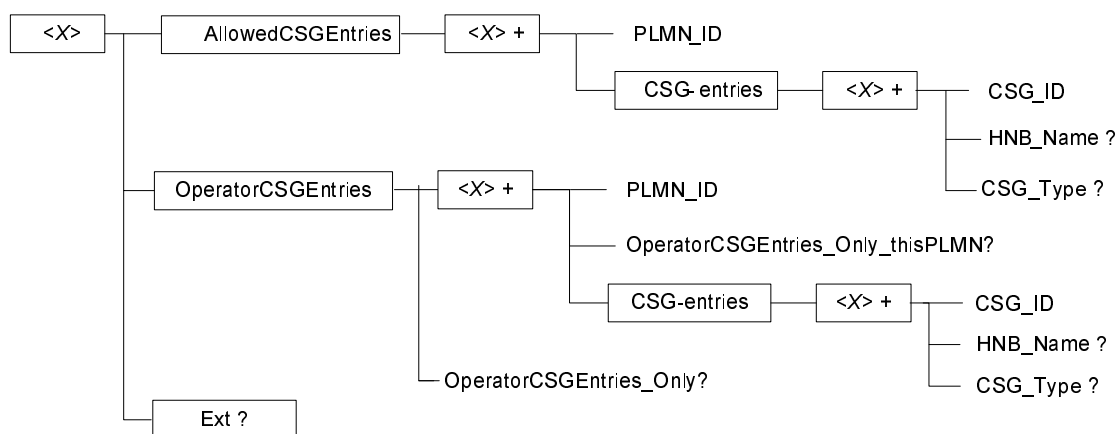 <X> AllowedCSGEntries <X> + PLMN_ID
CSG- entries <X> + CSG_ID
HNB_Name ?
CSG_Type ?
OperatorCSGEntries <X> + PLMN_ID
OperatorCSGEntries_Only_thisPLMN?
CSG-entries <X> + CSG_ID
HNB_Name ?
CSG_Type ?
OperatorCSGEntries_Only?
Ext ?